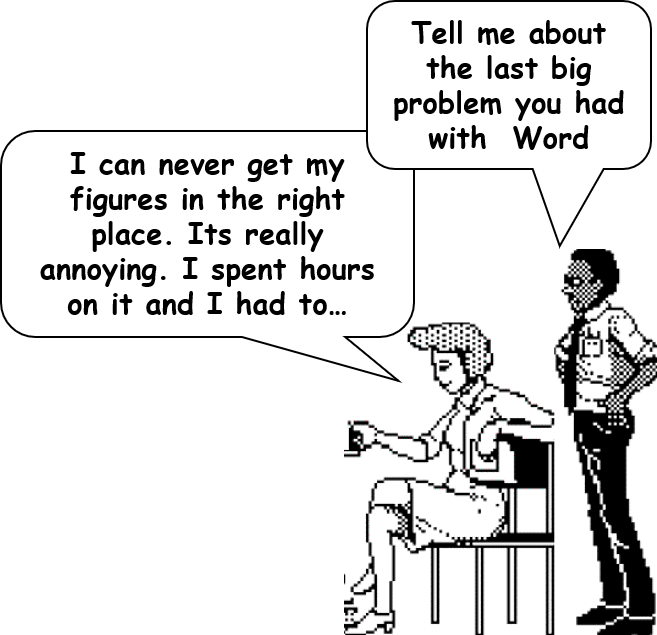 Tell me about
the last big
problem you had
with Word
I can never get my
figures in the right
place. Its really
annoying. I spent hours
on it and I had to…